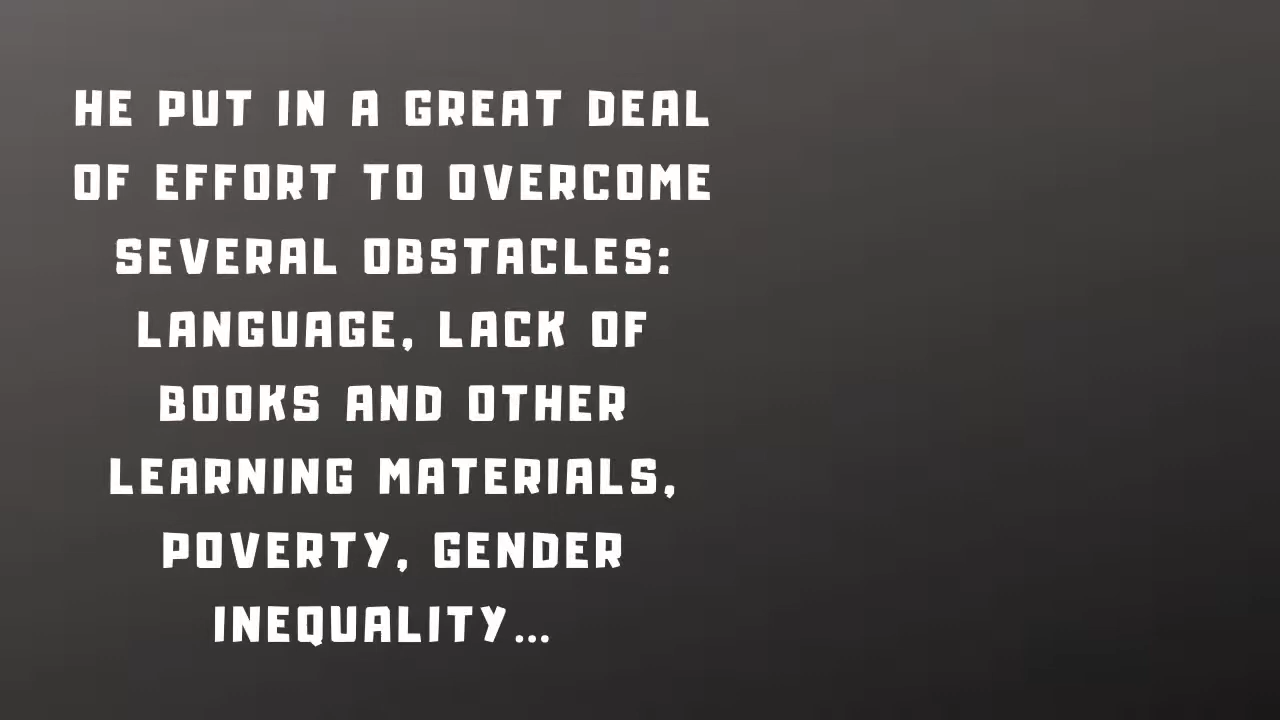 HE PUT IN A GREAT DEAL
OF EFFORT TO OVERCOME
SEVERAL OBSTACLES:
LANGUAGE, LACK OF
BOOKS AND OTHER
LEARNING MATERIALS,
POVERTY, GENDER
INEQUALITY...